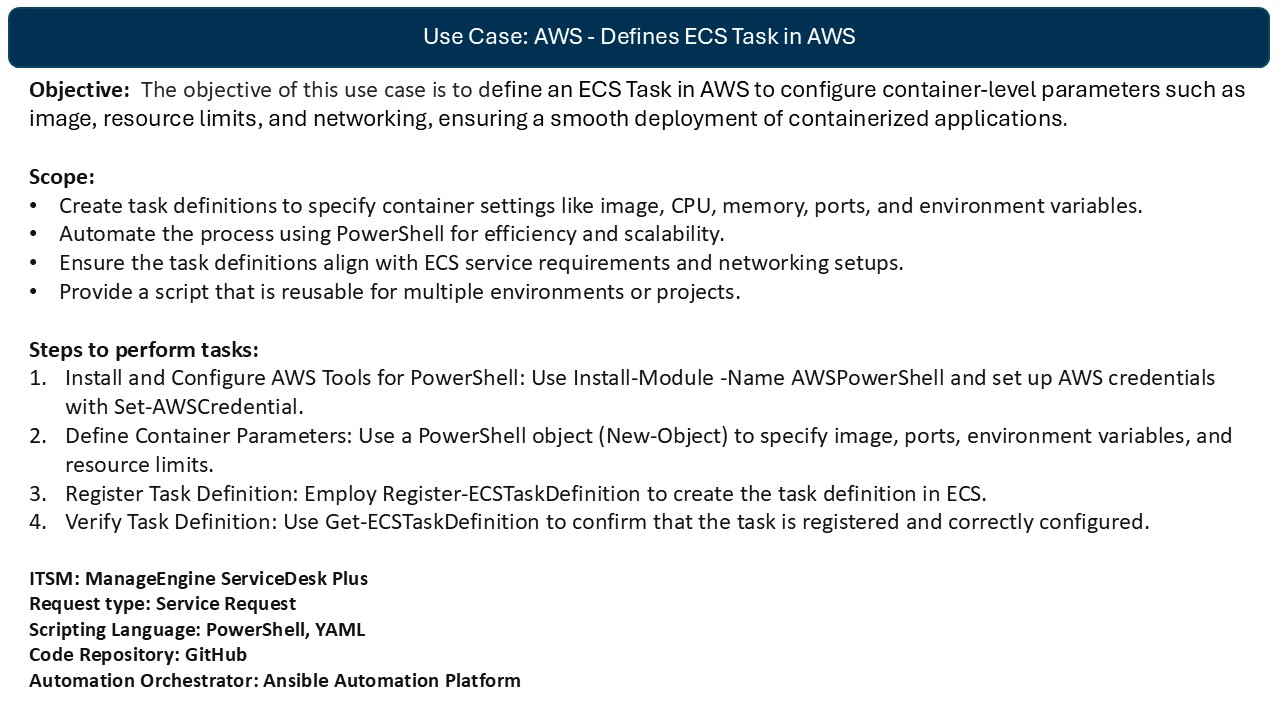 Use Case: AWS - Defines ECS Task in AWS
Objective: The objective of this use case is to define an ECS Task in AWS to configure container-level parameters such as
image, resource limits, and networking, ensuring a smooth deployment of containerized applications.
Scope:
• Create task definitions to specify container settings like image, CPU, memory, ports, and environment variables.
• Automate the process using PowerShell for efficiency and scalability.
• Ensure the task definitions align with ECS service requirements and networking setups.
• Provide a script that is reusable for multiple environments or projects.
Steps to perform tasks:
1. Install and Configure AWS Tools for PowerShell: Use Install-Module -Name AWSPowerShell and set up AWS credentials
with Set-AWSCredential.
2. Define Container Parameters: Use a PowerShell object (New-Object) to specify image, ports, environment variables, and
resource limits.
3. Register Task Definition: Employ Register-ECSTaskDefinition to create the task definition in ECS.
4. Verify Task Definition: Use Get-ECSTaskDefinition to confirm that the task is registered and correctly configured.
ITSM: ManageEngine ServiceDesk Plus
Request type: Service Request
Scripting Language: PowerShell, YAML
Code Repository: GitHub
Automation Orchestrator: Ansible Automation Platform